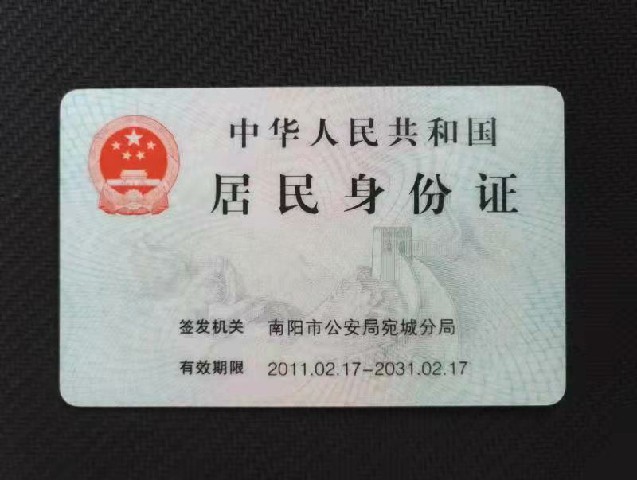 中华人民共和国
居民身份证
签发机关 南阳市公安局宛城分局
有效期限 2011.02.17-2031.02.17